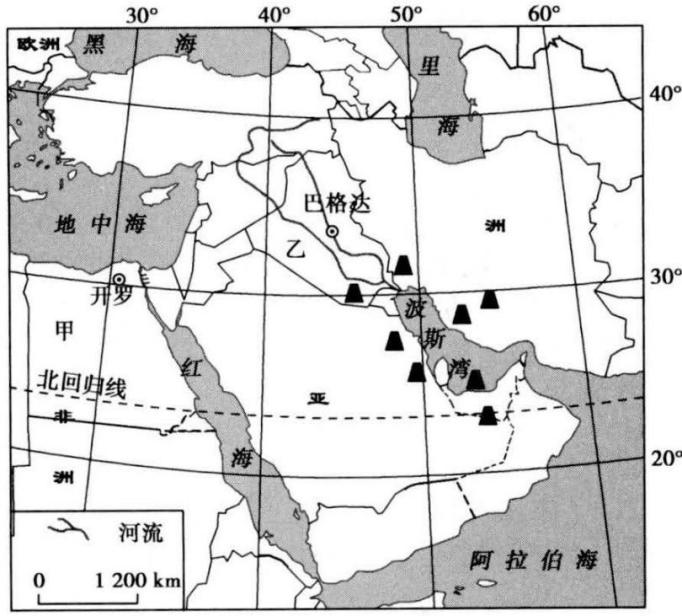 30° 40° 50° 60°
欧洲 黑海
里海
40°
地中海
巴格达
洲
乙
30°
开罗
波斯湾
甲
红海
北回归线
亚
非洲
20°
河流
0 1 200 km
阿拉伯海